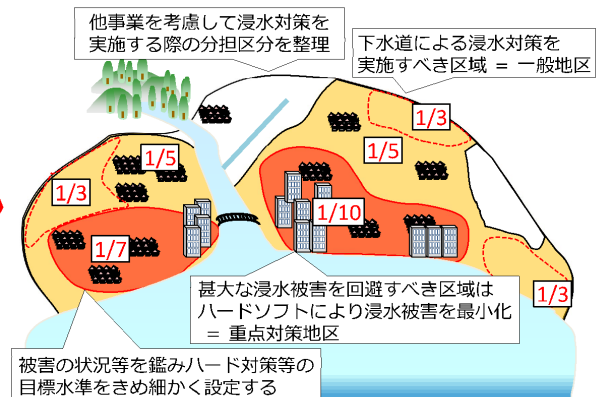 他事業を考慮して浸水対策を
実施する際の分担区分を整理
下水道による浸水対策を
実施すべき区域 = 一般地区
1/3
1/5
1/5
1/3
1/10
1/7
1/3
甚大な浸水被害を回避すべき区域は
ハードソフトにより浸水被害を最小化
= 重点対策地区
被害の状況等を鑑みハード対策等の
目標水準をきめ細かく設定する